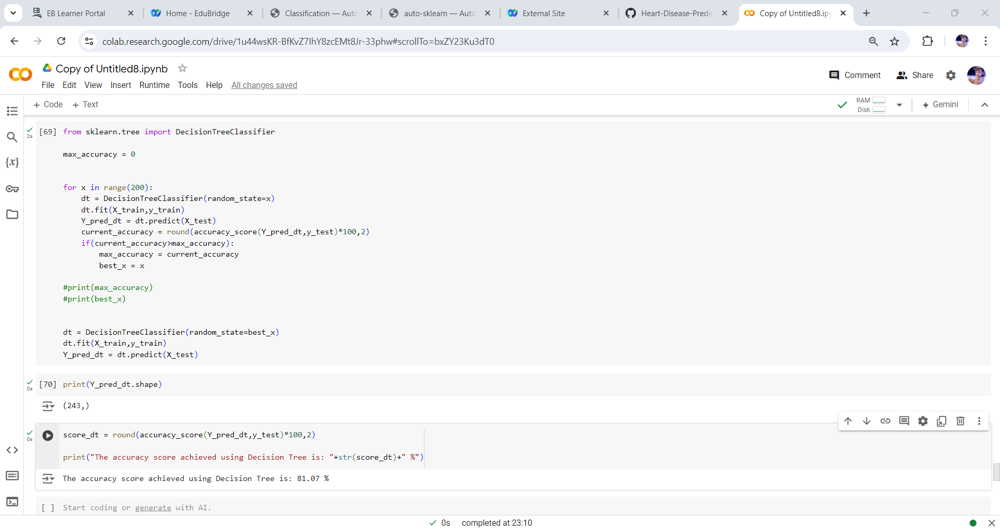 EB Learner Portal
Home - EduBridge
Classification — Auto
auto-sklearn — Auto
External Site
Heart-Disease-Predic
Copy of Untitled8.ipy
colab.research.google.com/drive/1u44wsKR-BfKvZ7IhY8zcEMt8Jr-33phw#scrollTo=bxZY23Ku3dT0
CO Copy of Untitled8.ipynb
Comment
Share
File Edit View Insert Runtime Tools Help All changes saved
+ Code + Text
RAM
Disk
Gemini
2s
[69] from sklearn.tree import DecisionTreeClassifier
max_accuracy = 0
for x in range(200):
    dt = DecisionTreeClassifier(random_state=x)
    dt.fit(X_train,y_train)
    Y_pred_dt = dt.predict(X_test)
    current_accuracy = round(accuracy_score(Y_pred_dt,y_test)*100,2)
    if(current_accuracy>max_accuracy):
        max_accuracy = current_accuracy
        best_x = x
#print(max_accuracy)
#print(best_x)
dt = DecisionTreeClassifier(random_state=best_x)
dt.fit(X_train,y_train)
Y_pred_dt = dt.predict(X_test)
0s
[70] print(Y_pred_dt.shape)
(243,)
0s
score_dt = round(accuracy_score(Y_pred_dt,y_test)*100,2)
print("The accuracy score achieved using Decision Tree is: "+str(score_dt)+" %")
The accuracy score achieved using Decision Tree is: 81.07 %
[ ] Start coding or generate with AI.
0s completed at 23:10